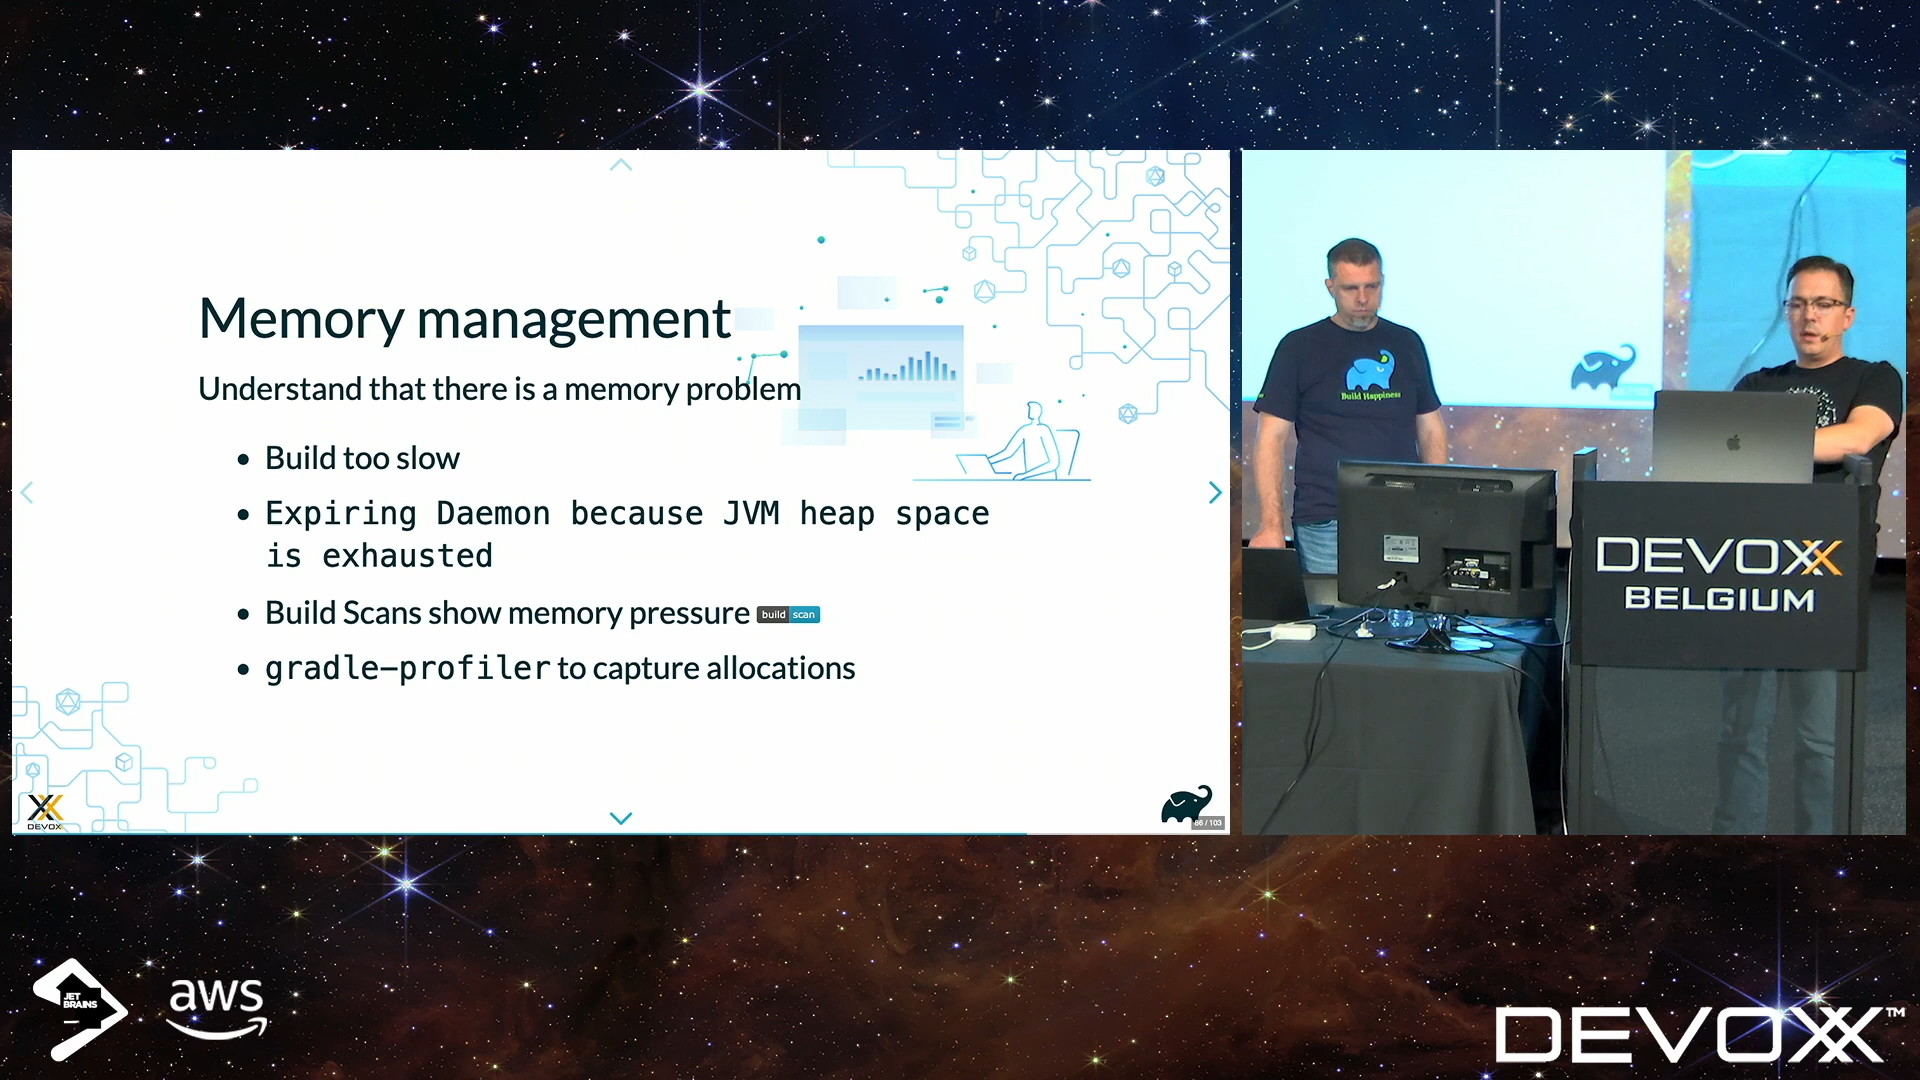 Memory management
Understand that there is a memory problem
Build too slow
Expiring Daemon because JVM heap space
is exhausted
Build Scans show memory pressure build scan
gradle-profiler to capture allocations
DEVOXX
86 / 103
Build Happiness
DEVOXX
BELGIUM
JET
BRAINS
aws
DEVOXX™